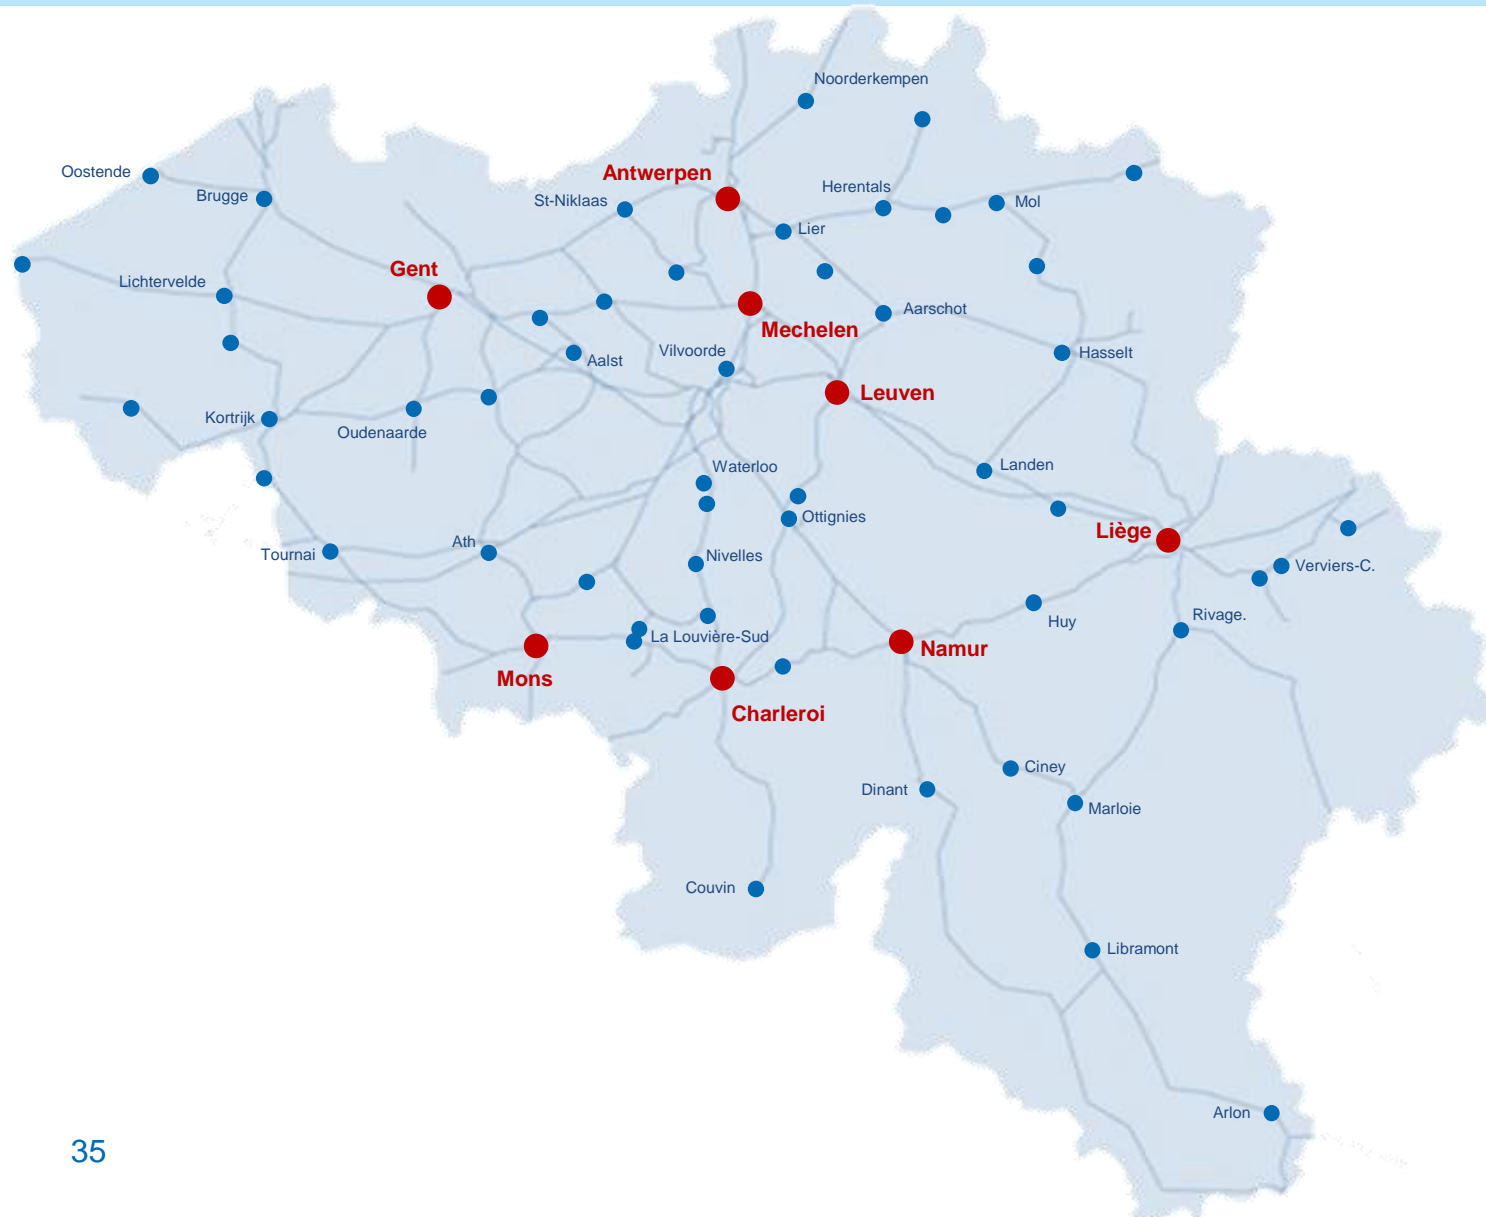 Noorderkempen
Oostende
Antwerpen
Herentals
Brugge
St-Niklaas
Mol
Lier
Gent
Lichtervelde
Aarschot
Mechelen
Vilvoorde
Aalst
Hasselt
Leuven
Kortrijk
Oudenaarde
Waterloo
Landen
Ottignies
Liège
Ath
Tournai
Nivelles
Verviers-C.
Huy
Rivage.
La Louvière-Sud
Namur
Mons
Charleroi
Ciney
Dinant
Marloie
Couvin
Libramont
Arlon
35